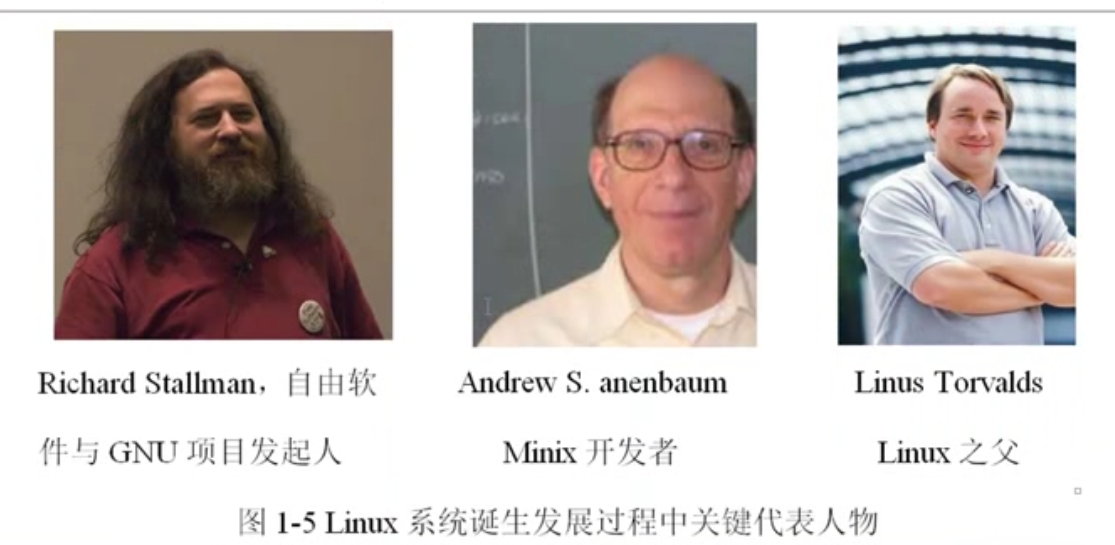 Richard Stallman，自由软
件与 GNU 项目发起人
Andrew S. anenbaum
Minix 开发者
Linus Torvalds
Linux 之父
图 1-5 Linux 系统诞生发展过程中关键代表人物